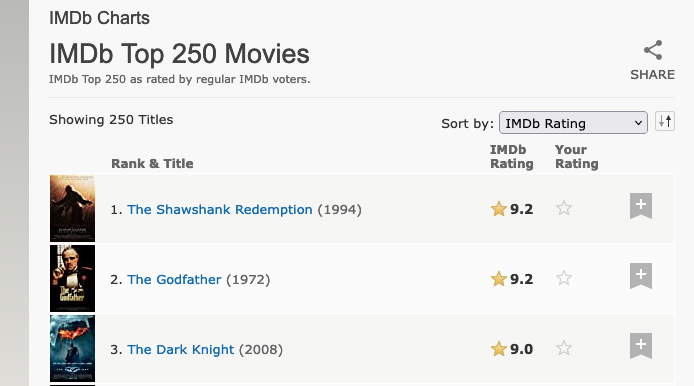 IMDb Charts
IMDb Top 250 Movies
IMDb Top 250 as rated by regular IMDb voters.
SHARE
Showing 250 Titles
Sort by: IMDb Rating
Rank & Title IMDb Rating Your Rating
1. The Shawshank Redemption (1994) 9.2
The Godfather
2. The Godfather (1972) 9.2
3. The Dark Knight (2008) 9.0